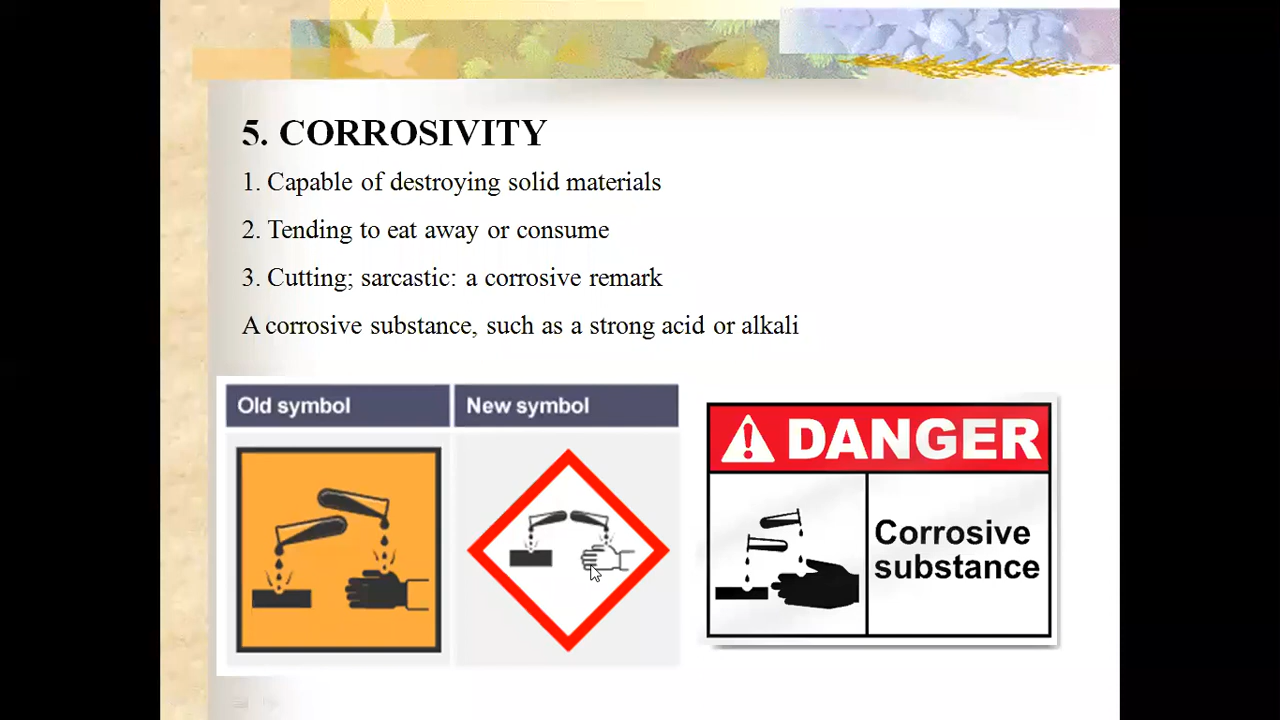 5. CORROSIVITY
1. Capable of destroying solid materials
2. Tending to eat away or consume
3. Cutting; sarcastic: a corrosive remark
A corrosive substance, such as a strong acid or alkali
Old symbol
New symbol
DANGER
Corrosive
substance